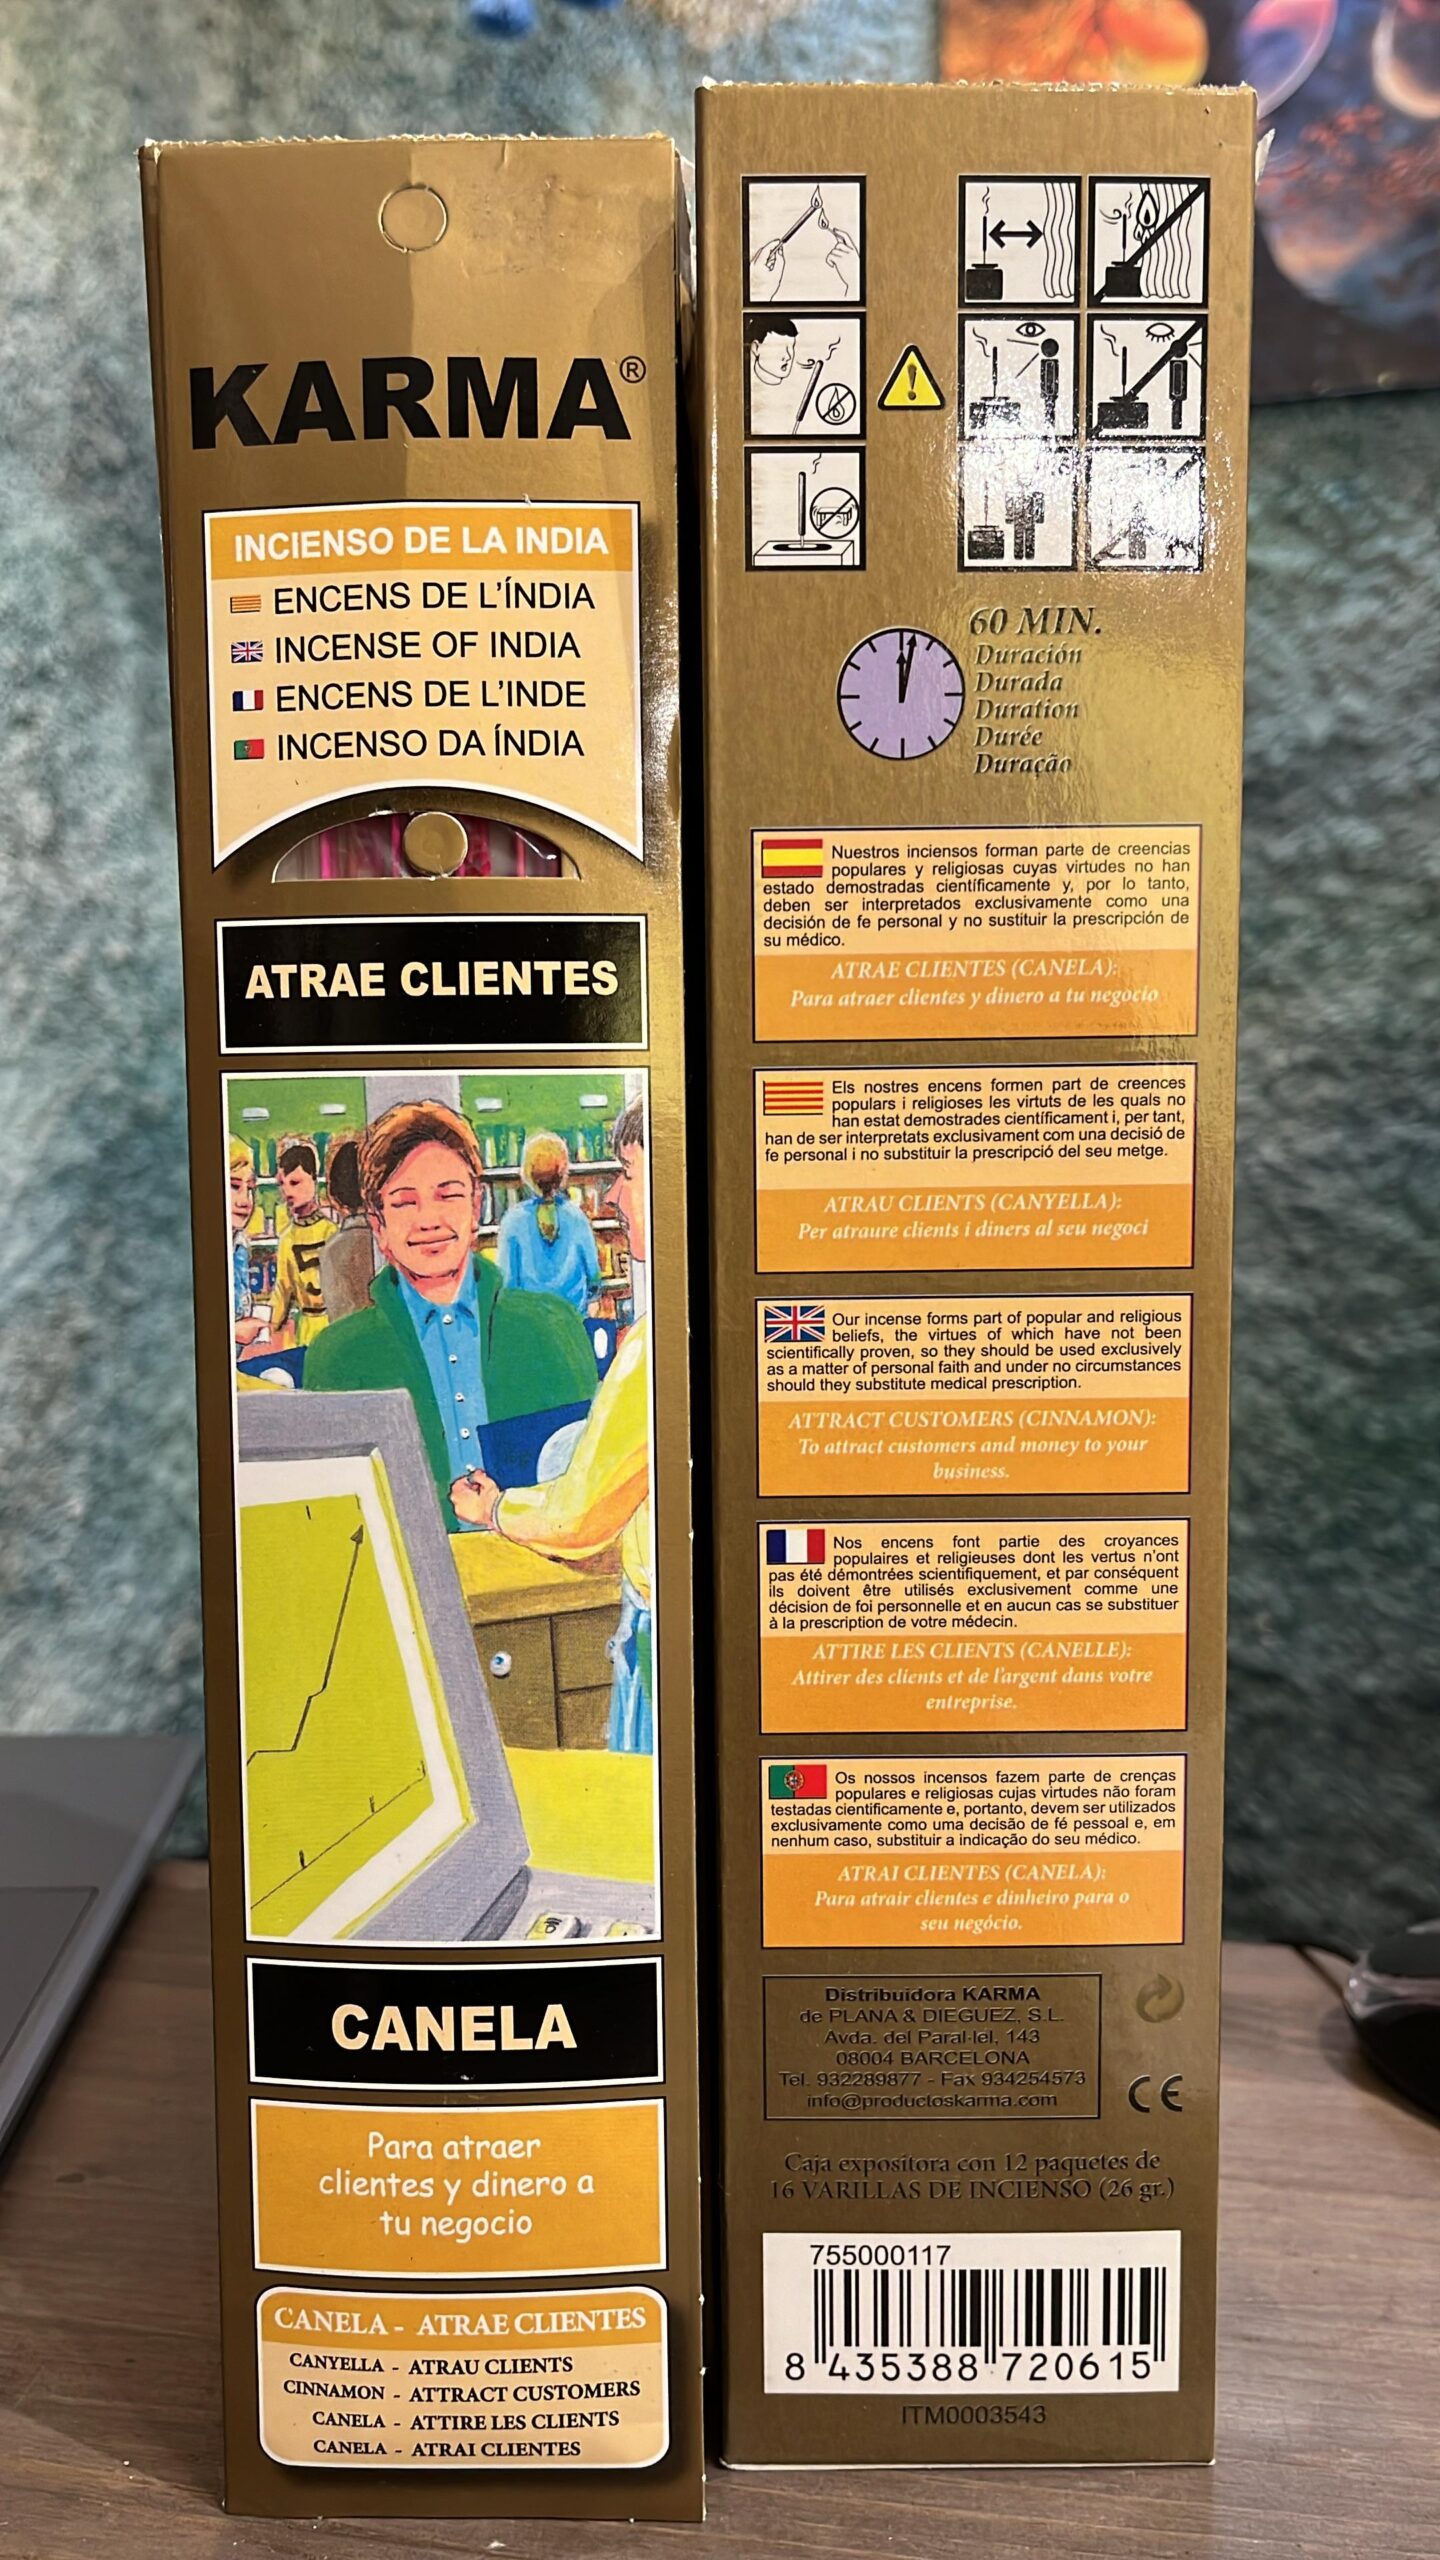 KARMA®
INCIENSO DE LA INDIA
ENCENS DE L'ÍNDIA
INCENSE OF INDIA
ENCENS DE L'INDE
INCENSO DA ÍNDIA
ATRAE CLIENTES
5
CANELA
Para atraer
clientes y dinero a
tu negocio
CANELA - ATRAE CLIENTES
CANYELLA - ATRAU CLIENTS
CINNAMON - ATTRACT CUSTOMERS
CANELA - ATTIRE LES CLIENTS
CANELA - ATRAI CLIENTES
60 MIN.
Duración
Durada
Duration
Durée
Duração
Nuestros inciensos forman parte de creencias
populares y religiosas cuyas virtudes no han
estado demostradas científicamente y, por lo tanto,
deben ser interpretados exclusivamente como una
decisión de fe personal y no sustituir la prescripción de
su médico.
ATRAE CLIENTES (CANELA):
Para atraer clientes y dinero a tu negocio
Els nostres encens formen part de creences
populars i religioses les virtuts de les quals no
han estat demostrades científicament i, per tant,
han de ser interpretats exclusivament com una decisió de
fe personal i no substituir la prescripció del seu metge.
ATRAU CLIENTS (CANYELLA):
Per atraure clients i diners al seu negoci
Our incense forms part of popular and religious
beliefs, the virtues of which have not been
scientifically proven, so they should be used exclusively
as a matter of personal faith and under no circumstances
should they substitute medical prescription.
ATTRACT CUSTOMERS (CINNAMON):
To attract customers and money to your
business.
Nos encens font partie des croyances
populaires et religieuses dont les vertus n'ont
pas été démontrées scientifiquement, et par conséquent
ils doivent être utilisés exclusivement comme une
décision de foi personnelle et en aucun cas se substituer
à la prescription de votre médecin.
ATTIRE LES CLIENTS (CANELLE):
Attirer des clients et de l'argent dans votre
entreprise.
Os nossos incensos fazem parte de crenças
populares e religiosas cujas virtudes não foram
testadas cientificamente e, portanto, devem ser utilizados
exclusivamente como uma decisão de fé pessoal e, em
nenhum caso, substituir a indicação do seu médico.
ATRAI CLIENTES (CANELA):
Para atrair clientes e dinheiro para o
seu negócio.
Distribuidora KARMA
de PLANA & DIEGUEZ, S.L.
Avda. del Paral·lel, 143
08004 BARCELONA
Tel. 932289877 - Fax 934254573
info@productoskarma.com
CE
Caja expositora con 12 paquetes de
16 VARILLAS DE INCIENSO (26 gr.)
755000117
8 435388 720615
ITM0003543